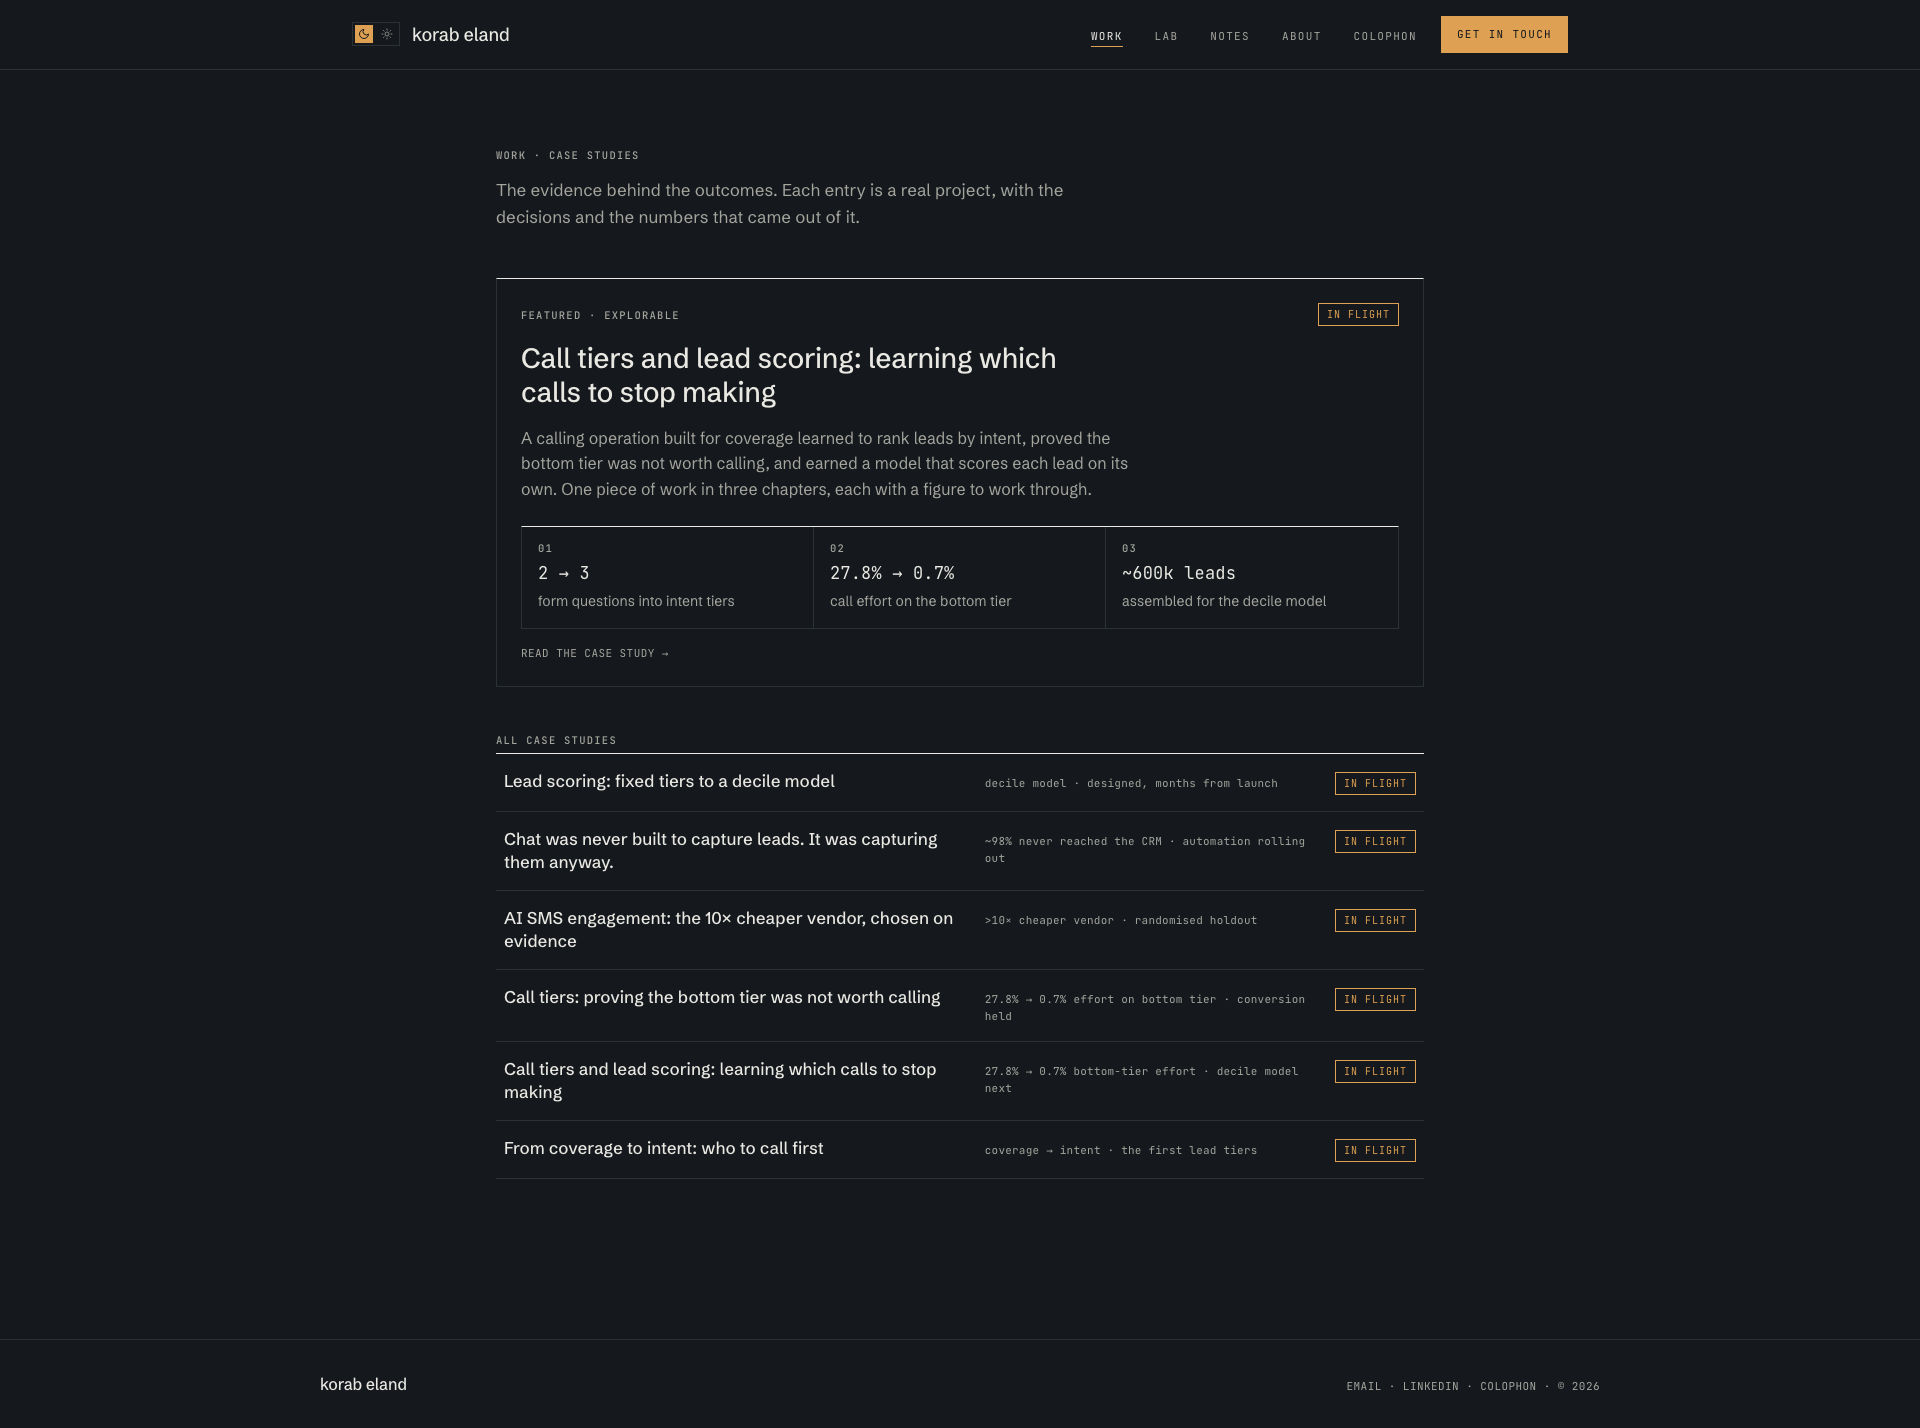 korab eland
WORK LAB NOTES ABOUT COLOPHON GET IN TOUCH
WORK · CASE STUDIES
The evidence behind the outcomes. Each entry is a real project, with the
decisions and the numbers that came out of it.
FEATURED · EXPLORABLE
IN FLIGHT
Call tiers and lead scoring: learning which
calls to stop making
A calling operation built for coverage learned to rank leads by intent, proved the
bottom tier was not worth calling, and earned a model that scores each lead on its
own. One piece of work in three chapters, each with a figure to work through.
01
2 → 3
form questions into intent tiers
02
27.8% → 0.7%
call effort on the bottom tier
03
~600k leads
assembled for the decile model
READ THE CASE STUDY →
ALL CASE STUDIES
Lead scoring: fixed tiers to a decile model
decile model · designed, months from launch
IN FLIGHT
Chat was never built to capture leads. It was capturing
them anyway.
~98% never reached the CRM · automation rolling
out
IN FLIGHT
AI SMS engagement: the 10× cheaper vendor, chosen on
evidence
>10× cheaper vendor · randomised holdout
IN FLIGHT
Call tiers: proving the bottom tier was not worth calling
27.8% → 0.7% effort on bottom tier · conversion
held
IN FLIGHT
Call tiers and lead scoring: learning which calls to stop
making
27.8% → 0.7% bottom-tier effort · decile model
next
IN FLIGHT
From coverage to intent: who to call first
coverage → intent · the first lead tiers
IN FLIGHT
korab eland
EMAIL · LINKEDIN · COLOPHON · © 2026